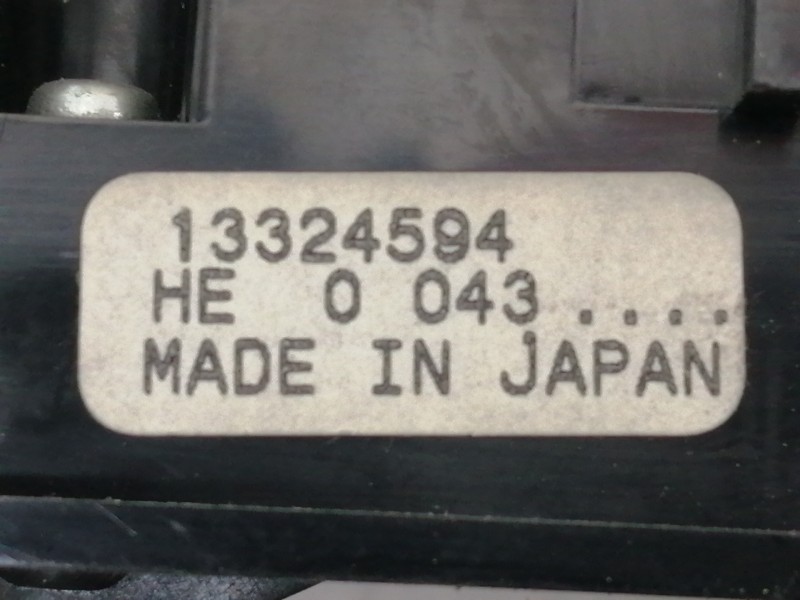 13324594
HE 0 043 ....
MADE IN JAPAN